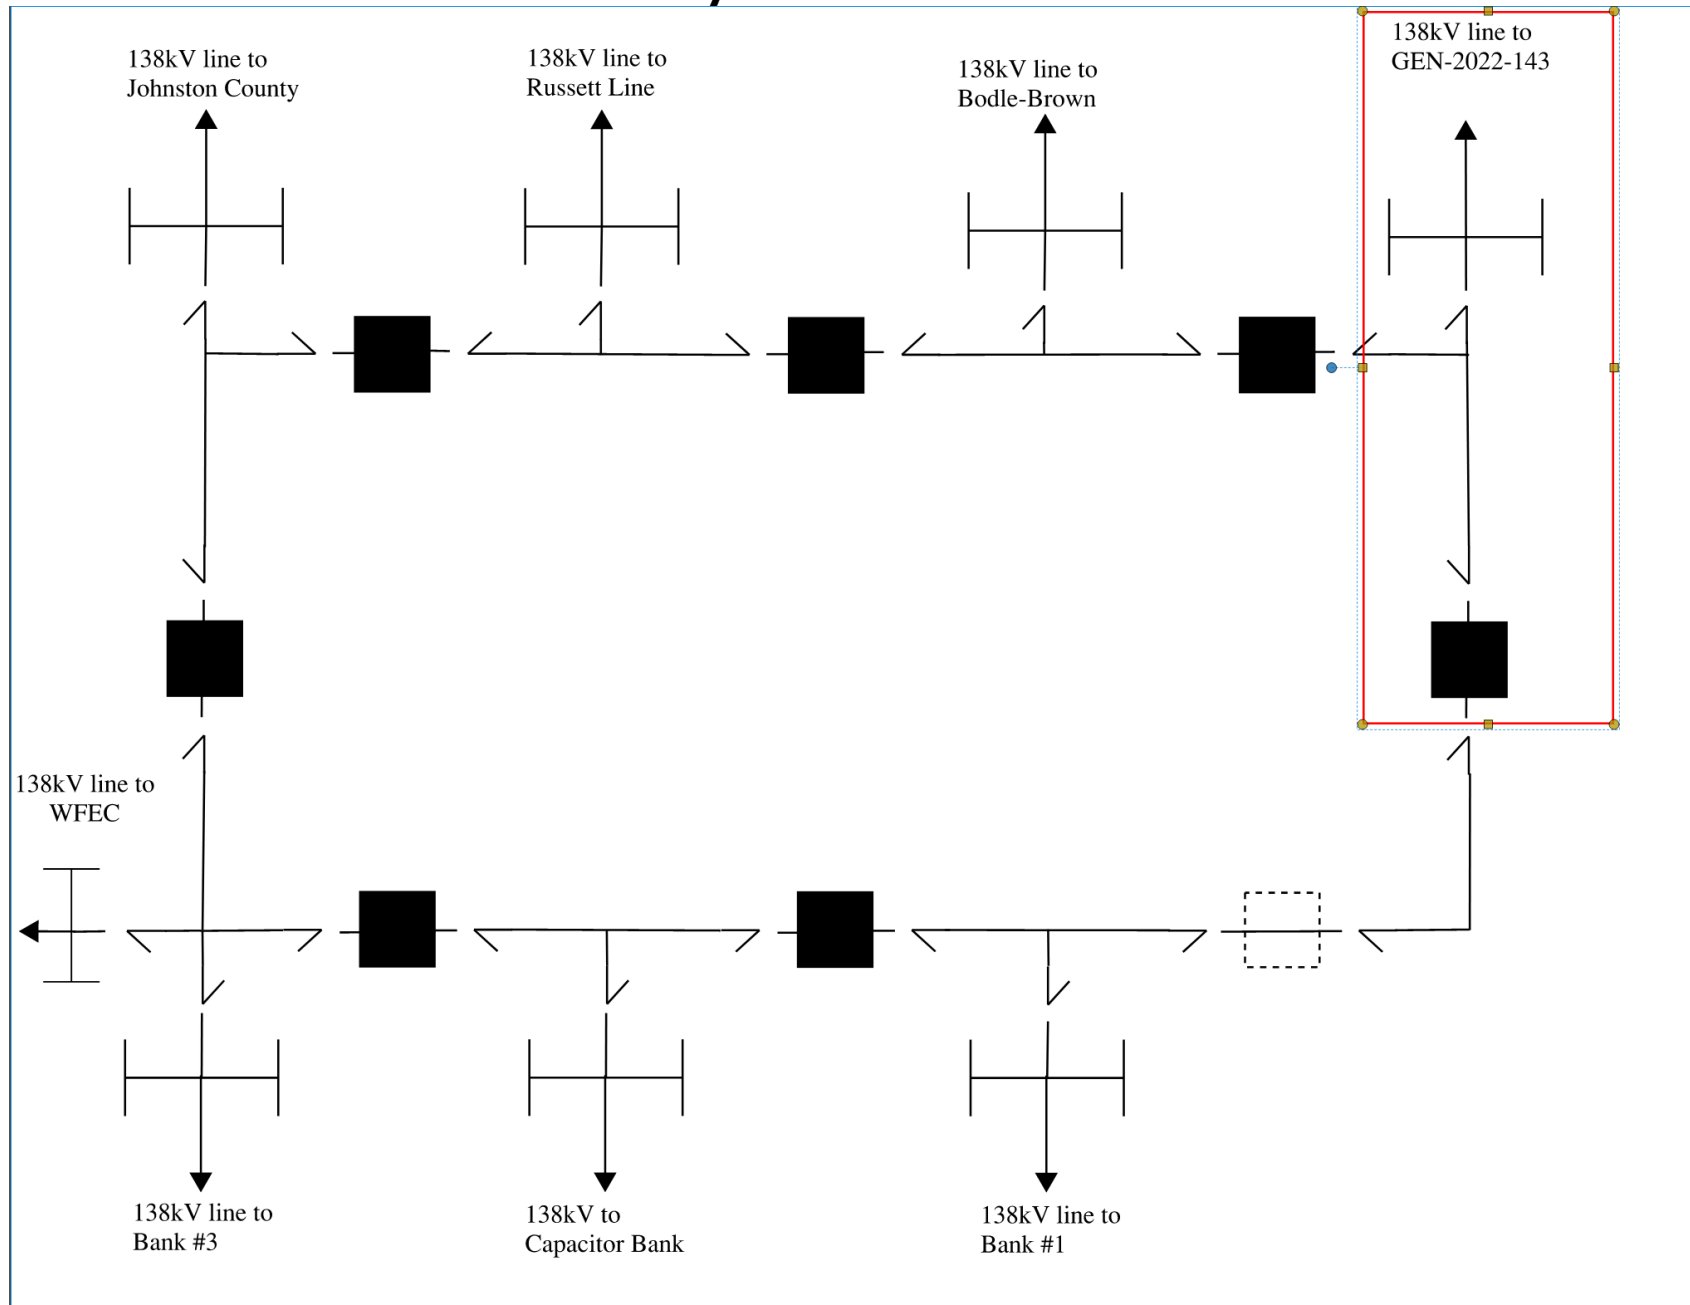 138kV line to
Johnston County
138kV line to
Russett Line
138kV line to
Bodle-Brown
138kV line to
GEN-2022-143
138kV line to
WFEC
138kV line to
Bank #3
138kV to
Capacitor Bank
138kV line to
Bank #1